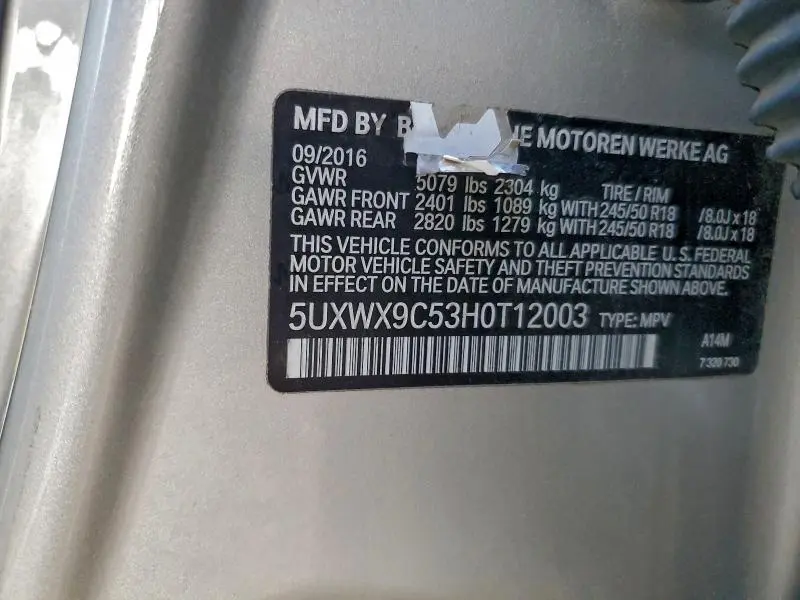 MFD BY B HE MOTOREN WERKE AG
09/2016
GVWR 5079 lbs 2304 kg TIRE / RIM
GAWR FRONT 2401 lbs 1089 kg WITH 245/50 R18 /8.0J x 18
GAWR REAR 2820 lbs 1279 kg WITH 245/50 R18 /8.0J x 18
THIS VEHICLE CONFORMS TO ALL APPLICABLE U. S. FEDERAL
MOTOR VEHICLE SAFETY AND THEFT PREVENTION STANDARDS
IN EFFECT ON THE DATE OF MANUFACTURE SHOWN ABOVE.
5UXWX9C53H0T12003 TYPE: MPV
A14M
7 320 730